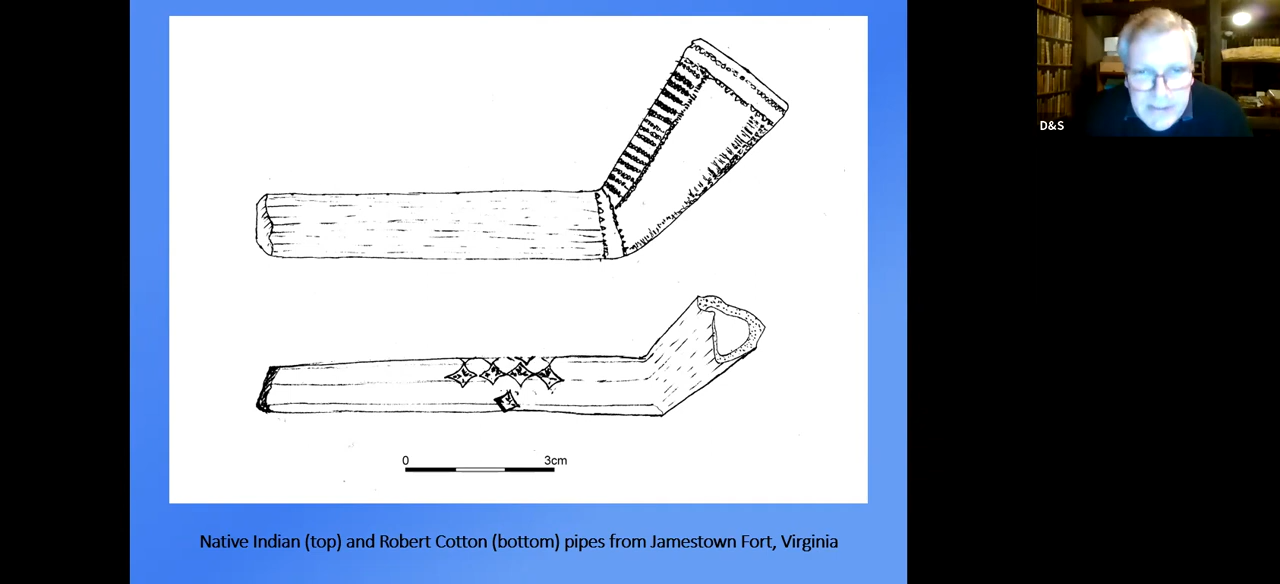 D&S
0 3cm
Native Indian (top) and Robert Cotton (bottom) pipes from Jamestown Fort, Virginia